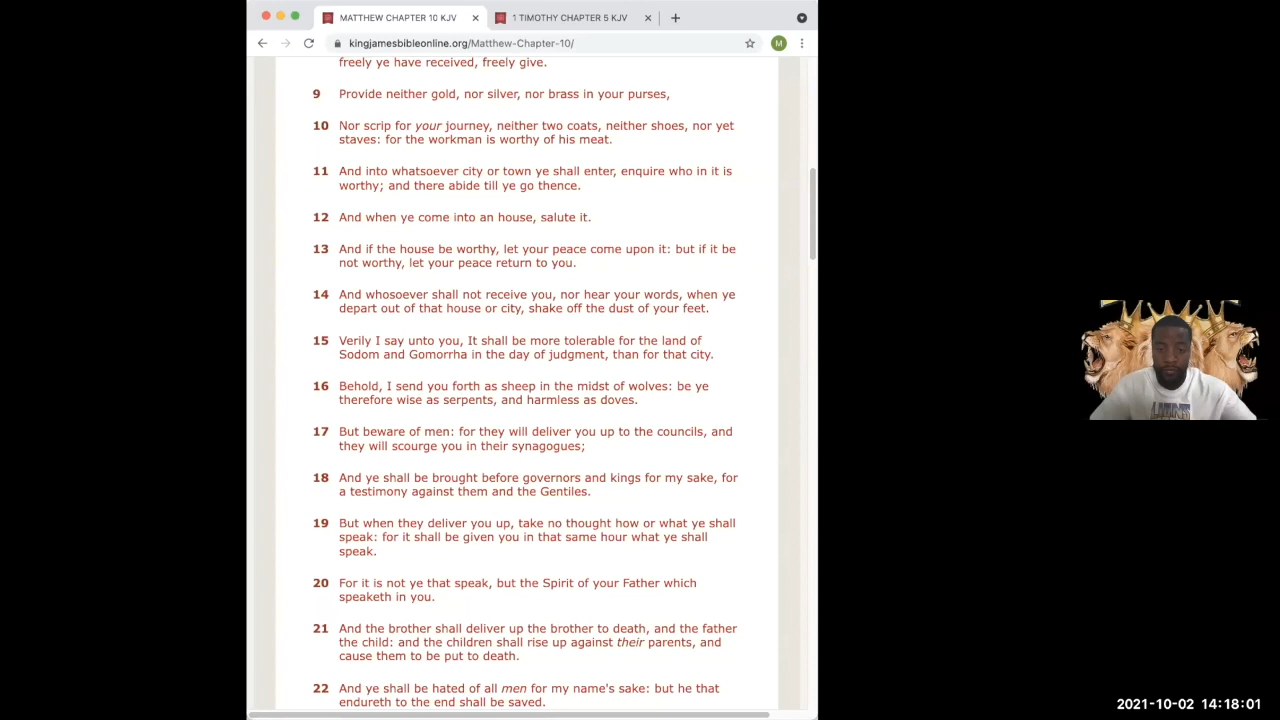 MATTHEW CHAPTER 10 KJV
1 TIMOTHY CHAPTER 5 KJV
kingjamesbibleonline.org/Matthew-Chapter-10/
M
freely ye have received, freely give.
9 Provide neither gold, nor silver, nor brass in your purses,
10 Nor scrip for your journey, neither two coats, neither shoes, nor yet
staves: for the workman is worthy of his meat.
11 And into whatsoever city or town ye shall enter, enquire who in it is
worthy; and there abide till ye go thence.
12 And when ye come into an house, salute it.
13 And if the house be worthy, let your peace come upon it: but if it be
not worthy, let your peace return to you.
14 And whosoever shall not receive you, nor hear your words, when ye
depart out of that house or city, shake off the dust of your feet.
15 Verily I say unto you, It shall be more tolerable for the land of
Sodom and Gomorrha in the day of judgment, than for that city.
16 Behold, I send you forth as sheep in the midst of wolves: be ye
therefore wise as serpents, and harmless as doves.
17 But beware of men: for they will deliver you up to the councils, and
they will scourge you in their synagogues;
18 And ye shall be brought before governors and kings for my sake, for
a testimony against them and the Gentiles.
19 But when they deliver you up, take no thought how or what ye shall
speak: for it shall be given you in that same hour what ye shall
speak.
20 For it is not ye that speak, but the Spirit of your Father which
speaketh in you.
21 And the brother shall deliver up the brother to death, and the father
the child: and the children shall rise up against their parents, and
cause them to be put to death.
22 And ye shall be hated of all men for my name's sake: but he that
endureth to the end shall be saved.
2021-10-02 14:18:01